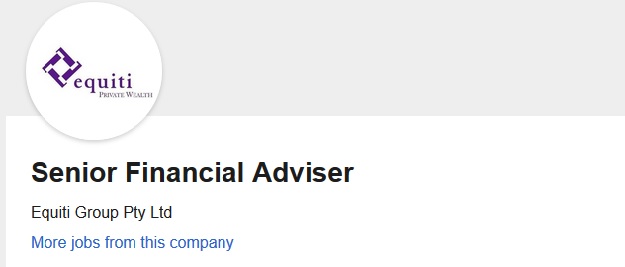 equiti
PRIVATE WEALTH
Senior Financial Adviser
Equiti Group Pty Ltd
More jobs from this company